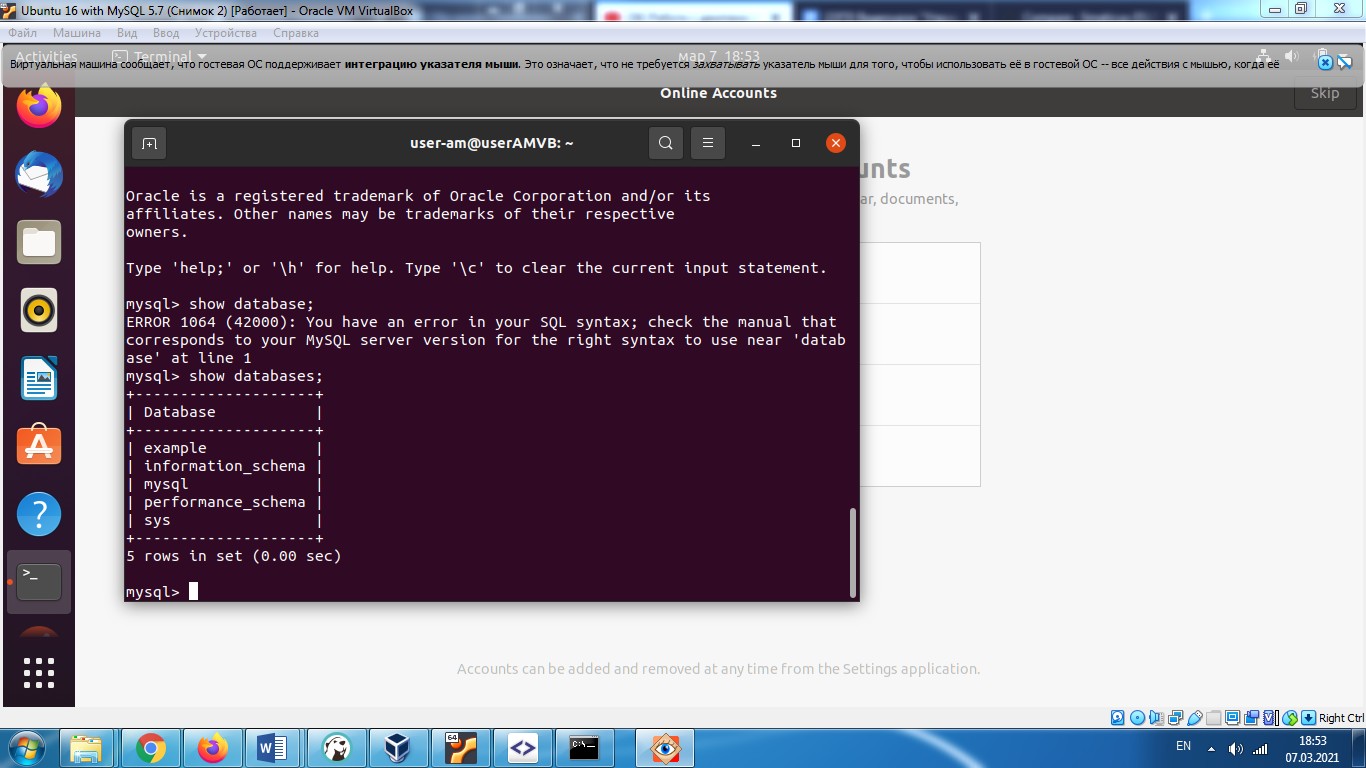 Ubuntu 16 with MySQL 5.7 (Снимок 2) [Работает] - Oracle VM VirtualBox
Файл Машина Вид Ввод Устройства Справка
Activities Terminal мар 7, 18:53
Виртуальная машина сообщает, что гостевая ОС поддерживает интеграцию указателя мыши. Это означает, что не требуется захватывать указатель мыши для того, чтобы использовать её в гостевой ОС -- все действия с мышью, когда её
Online Accounts
Skip
user-am@userAMVB: ~
unts
ar, documents,
Oracle is a registered trademark of Oracle Corporation and/or its
affiliates. Other names may be trademarks of their respective
owners.
Type 'help;' or '\h' for help. Type '\c' to clear the current input statement.
mysql> show database;
ERROR 1064 (42000): You have an error in your SQL syntax; check the manual that
corresponds to your MySQL server version for the right syntax to use near 'datab
ase' at line 1
mysql> show databases;
+--------------------+
| Database           |
+--------------------+
| example            |
| information_schema |
| mysql              |
| performance_schema |
| sys                |
+--------------------+
5 rows in set (0.00 sec)
mysql>
Accounts can be added and removed at any time from the Settings application.
Right Ctrl
EN
18:53
07.03.2021